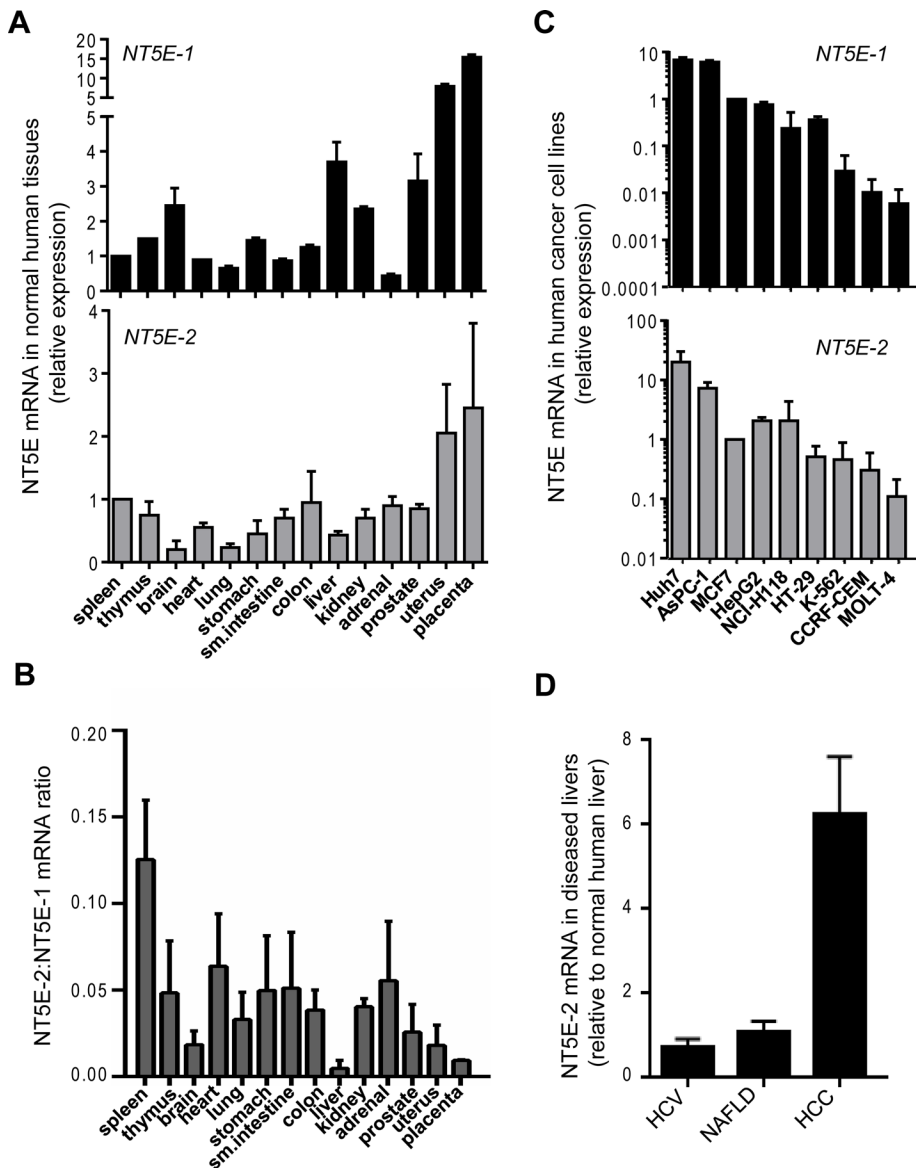 A
NT5E-1
20
15
10
5
4
3
2
1
0
NT5E mRNA in normal human tissues
(relative expression)
NT5E-2
4
3
2
1
0
spleen
thymus
brain
heart
lung
stomach
sm.intestine
colon
liver
kidney
adrenal
prostate
uterus
placenta
B
0.20
0.15
0.10
0.05
0.00
NT5E-2:NT5E-1 mRNA ratio
spleen
thymus
brain
heart
lung
stomach
sm.intestine
colon
liver
kidney
adrenal
prostate
uterus
placenta
C
NT5E-1
10
1
0.1
0.01
0.001
0.0001
NT5E mRNA in human cancer cell lines
(relative expression)
NT5E-2
100
10
1
0.1
0.01
Huh7
AsPC-1
MCF7
HepG2
NCI-H118
HT-29
K-562
CCRF-CEM
MOLT-4
D
8
6
4
2
0
NT5E-2 mRNA in diseased livers
(relative to normal human liver)
HCV
NAFLD
HCC